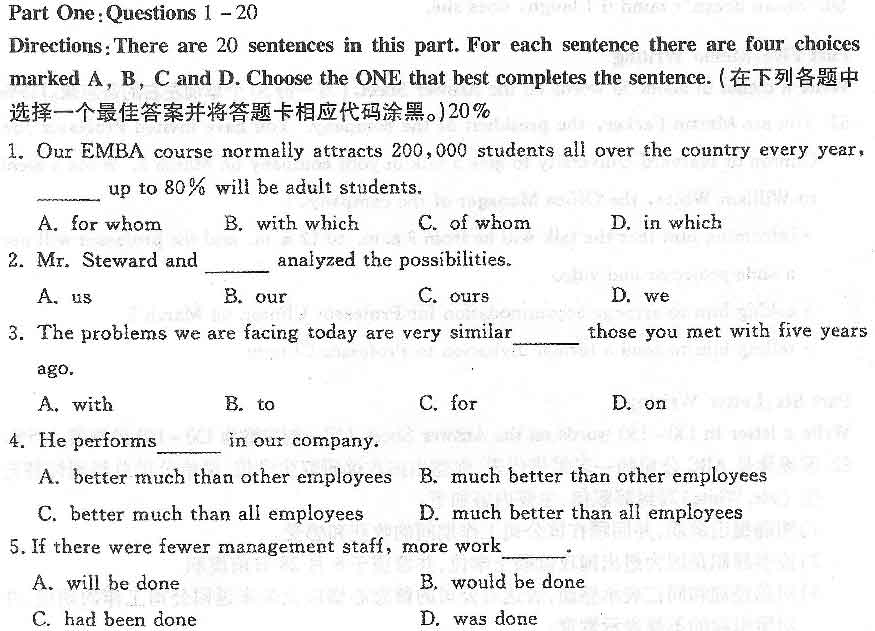 Part One:Questions 1-20
Directions:There are 20 sentences in this part. For each sentence there are four choices
marked A, B, C and D. Choose the ONE that best completes the sentence. (在下列各题中
选择一个最佳答案并将答题卡相应代码涂黑。)20%
1. Our EMBA course normally attracts 200,000 students all over the country every year,
______ up to 80% will be adult students.
A. for whom B. with which C. of whom D. in which
2. Mr. Steward and ______ analyzed the possibilities.
A. us B. our C. ours D. we
3. The problems we are facing today are very similar______ those you met with five years
ago.
A. with B. to C. for D. on
4. He performs______ in our company.
A. better much than other employees B. much better than other employees
C. better much than all employees D. much better than all employees
5. If there were fewer management staff, more work______.
A. will be done B. would be done
C. had been done D. was done